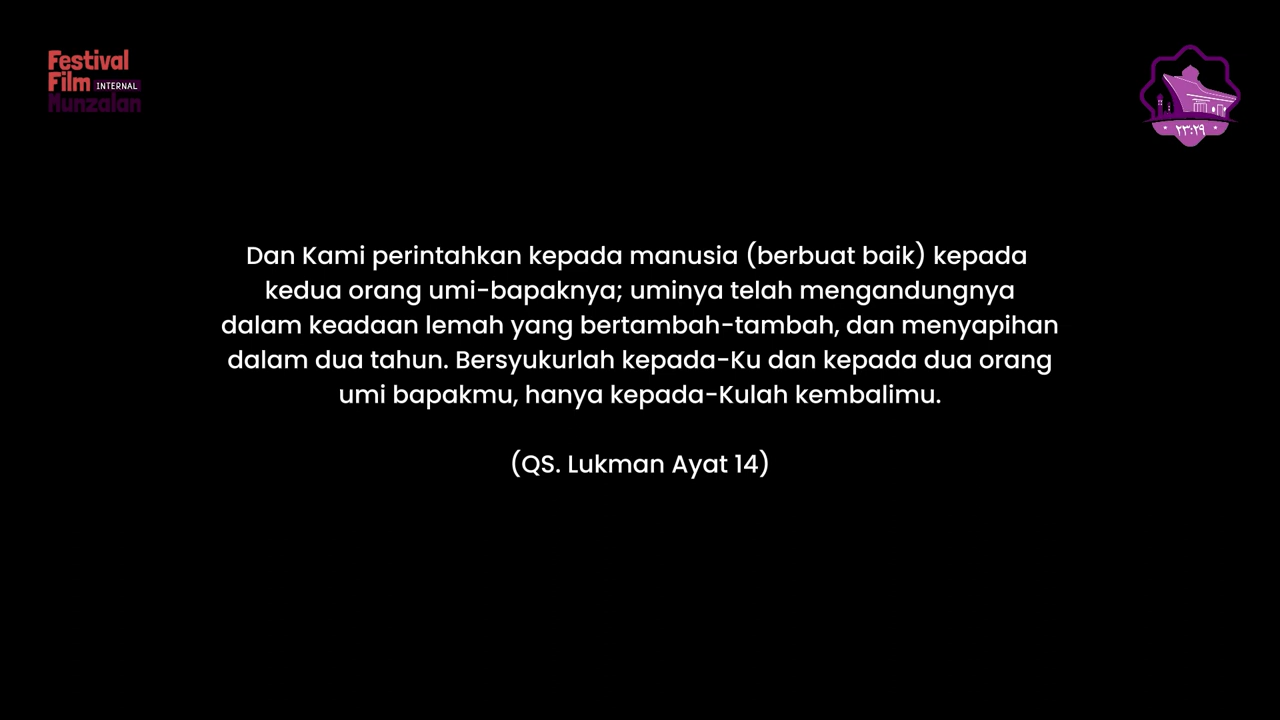 Festival
Film INTERNAL
Munzalan
٢٣:٢٩
Dan Kami perintahkan kepada manusia (berbuat baik) kepada
kedua orang umi-bapaknya; uminya telah mengandungnya
dalam keadaan lemah yang bertambah-tambah, dan menyapihan
dalam dua tahun. Bersyukurlah kepada-Ku dan kepada dua orang
umi bapakmu, hanya kepada-Kulah kembalimu.
(QS. Lukman Ayat 14)